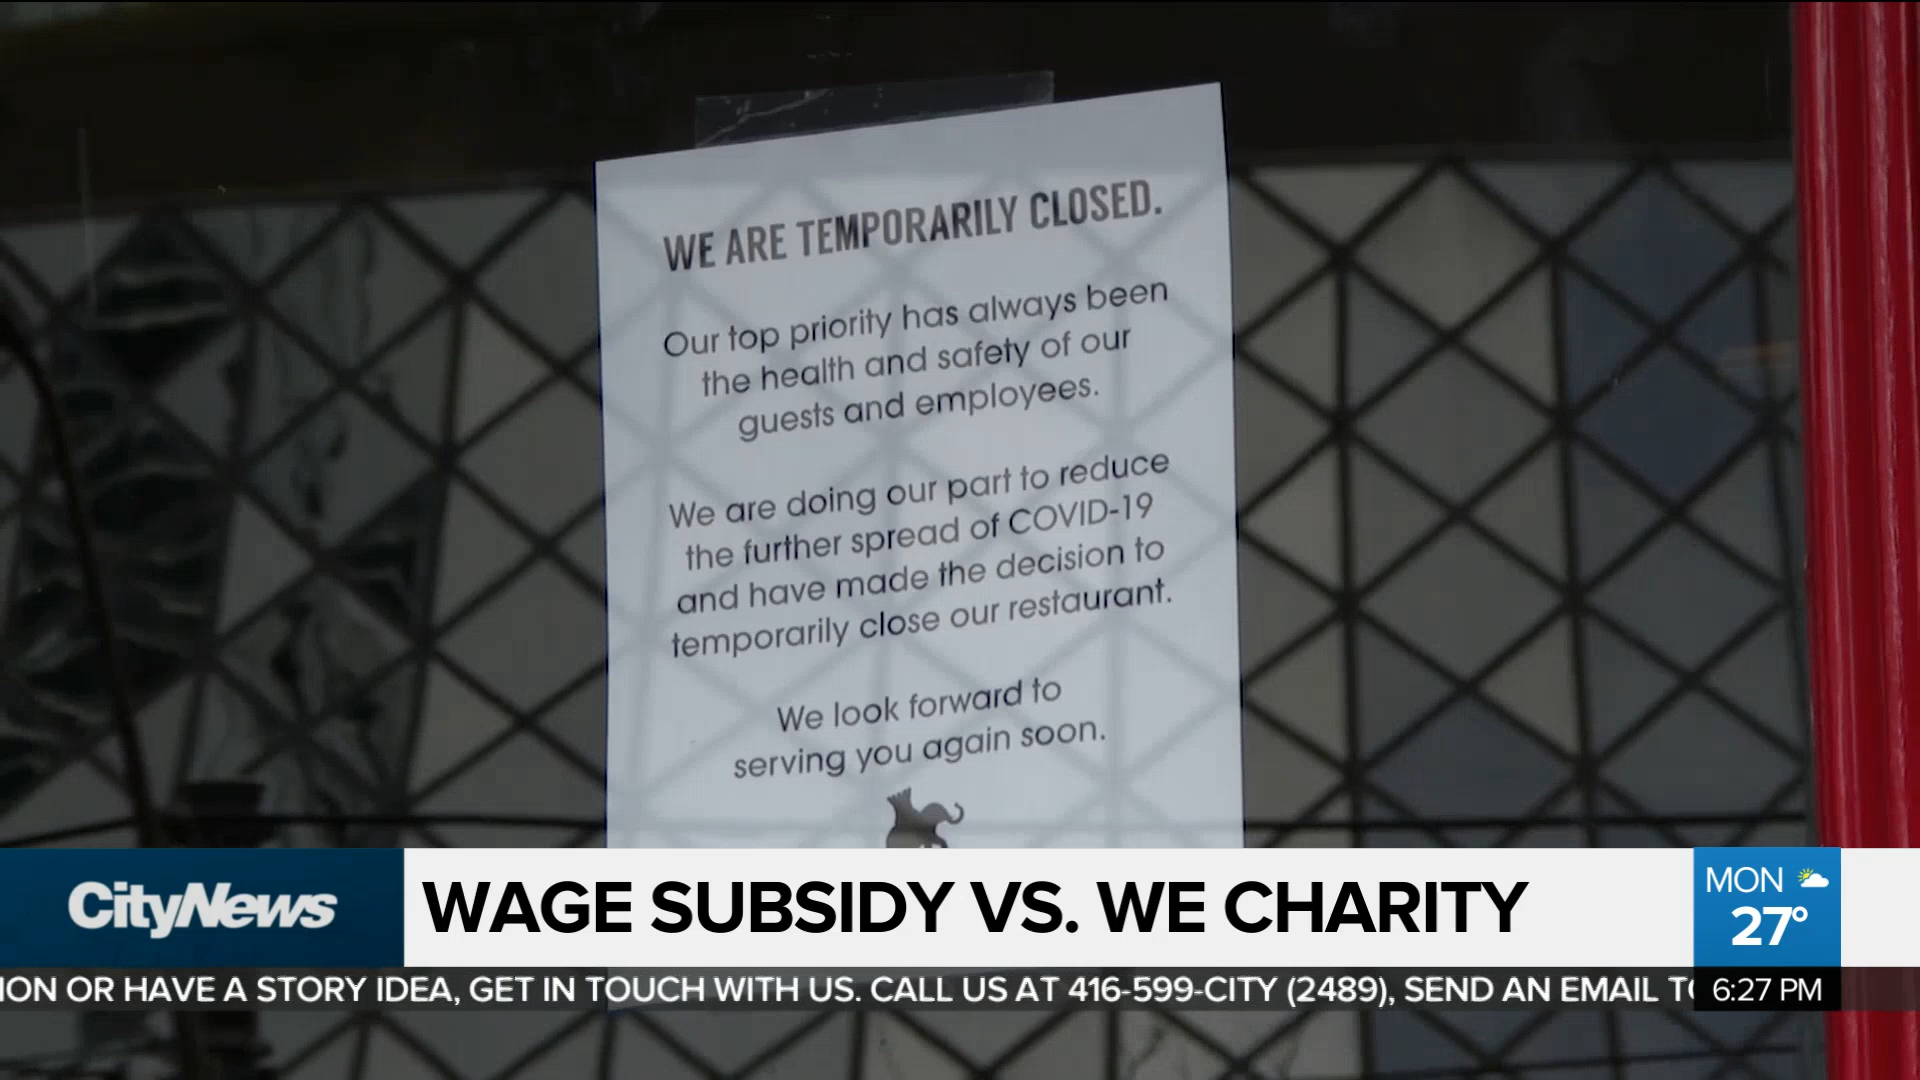 WE ARE TEMPORARILY CLOSED.
Our top priority has always been
the health and safety of our
guests and employees.
We are doing our part to reduce
the further spread of COVID-19
and have made the decision to
temporarily close our restaurant.
We look forward to
serving you again soon.
CityNews
WAGE SUBSIDY VS. WE CHARITY
MON
27°
ION OR HAVE A STORY IDEA, GET IN TOUCH WITH US. CALL US AT 416-599-CITY (2489), SEND AN EMAIL TO
6:27 PM